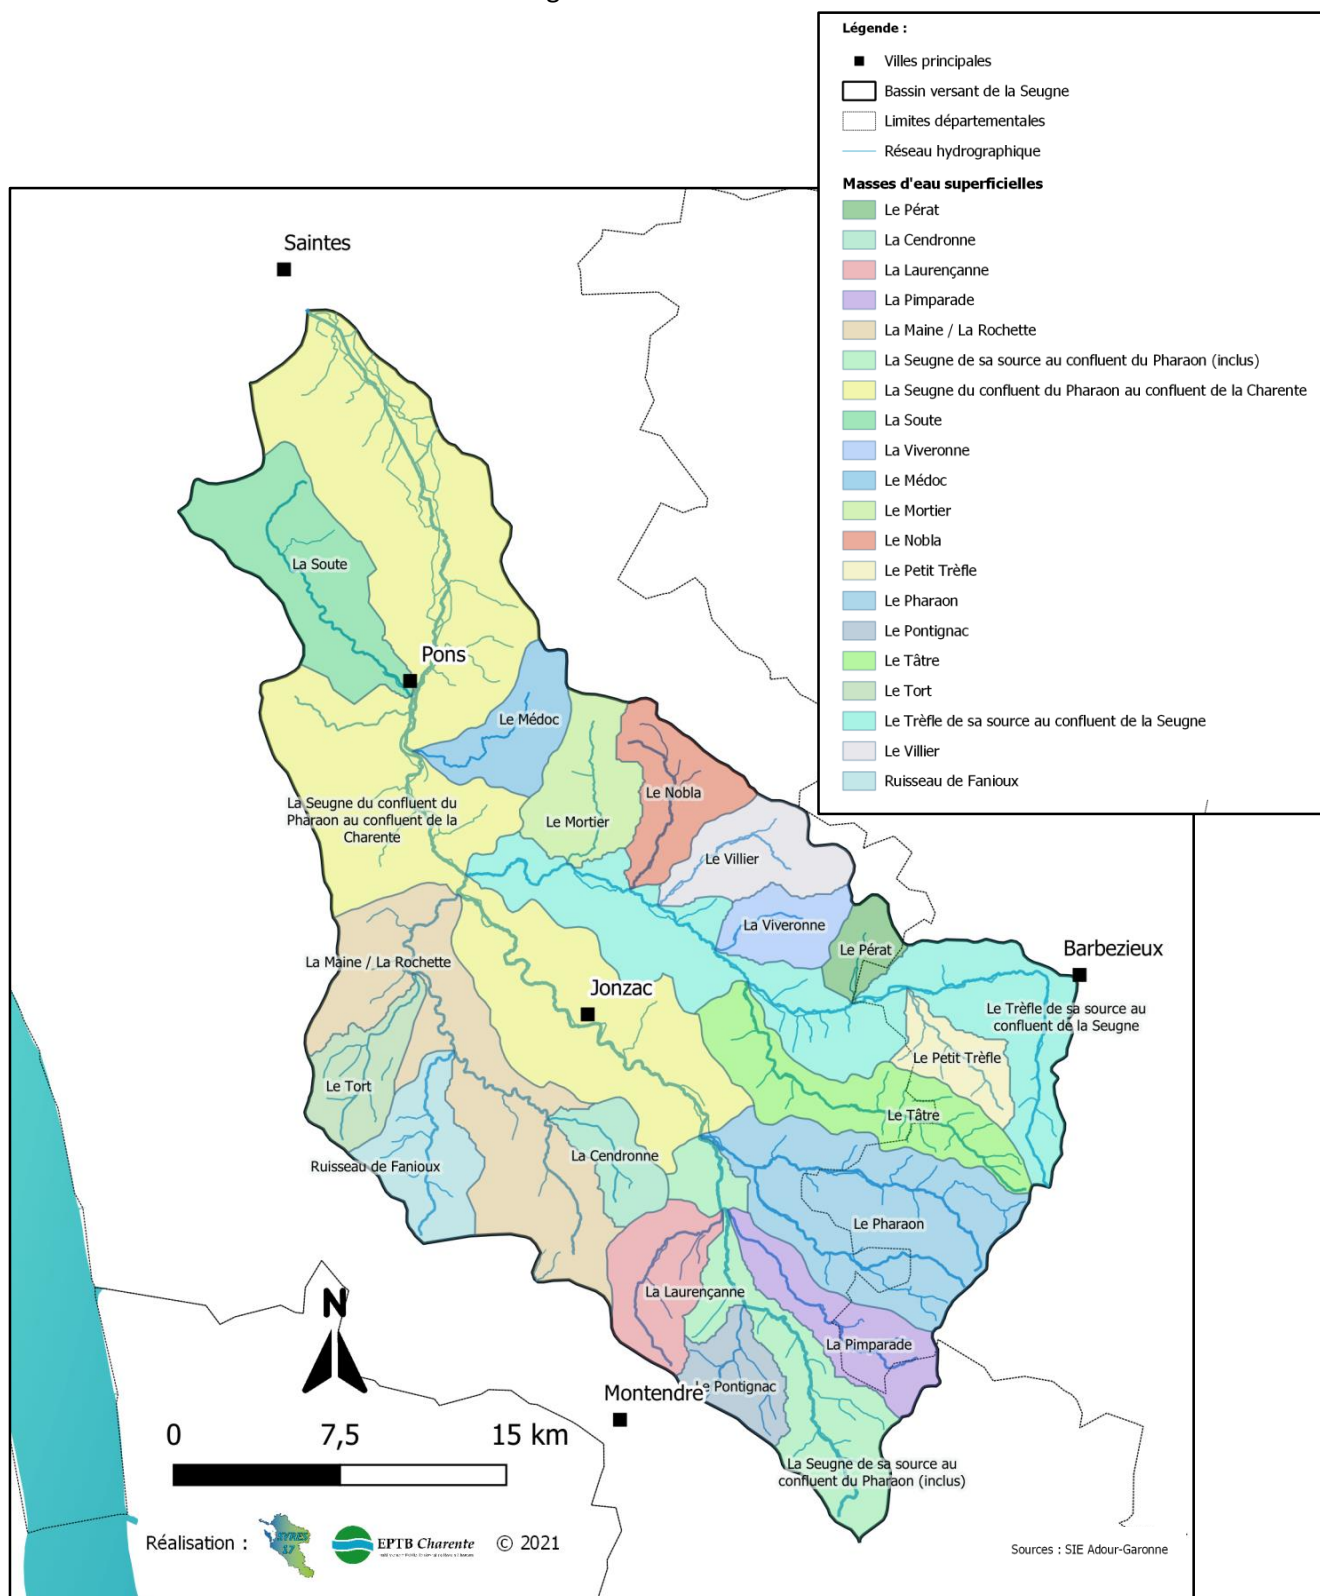 Légende :
Villes principales
Bassin versant de la Seugne
Limites départementales
Réseau hydrographique
Masses d'eau superficielles
Le Pérat
La Cendronne
La Laurençanne
La Pimparade
La Maine / La Rochette
La Seugne de sa source au confluent du Pharaon (inclus)
La Seugne du confluent du Pharaon au confluent de la Charente
La Soute
La Viveronne
Le Médoc
Le Mortier
Le Nobla
Le Petit Trèfle
Le Pharaon
Le Pontignac
Le Tâtre
Le Tort
Le Trèfle de sa source au confluent de la Seugne
Le Villier
Ruisseau de Fanioux
Saintes
La Soute
Pons
Le Médoc
Le Nobla
La Seugne du confluent du
Pharaon au confluent de la
Charente
Le Mortier
Le Villier
La Viveronne
Le Pérat
Barbezieux
La Maine / La Rochette
Jonzac
Le Trèfle de sa source au
confluent de la Seugne
Le Petit Trèfle
Le Tort
Le Tâtre
La Cendronne
Ruisseau de Fanioux
Le Pharaon
La Laurençanne
N
La Pimparade
Montendre
Le Pontignac
0 7,5 15 km
La Seugne de sa source au
confluent du Pharaon (inclus)
Réalisation :
17
EPTB Charente
© 2021
Sources : SIE Adour-Garonne